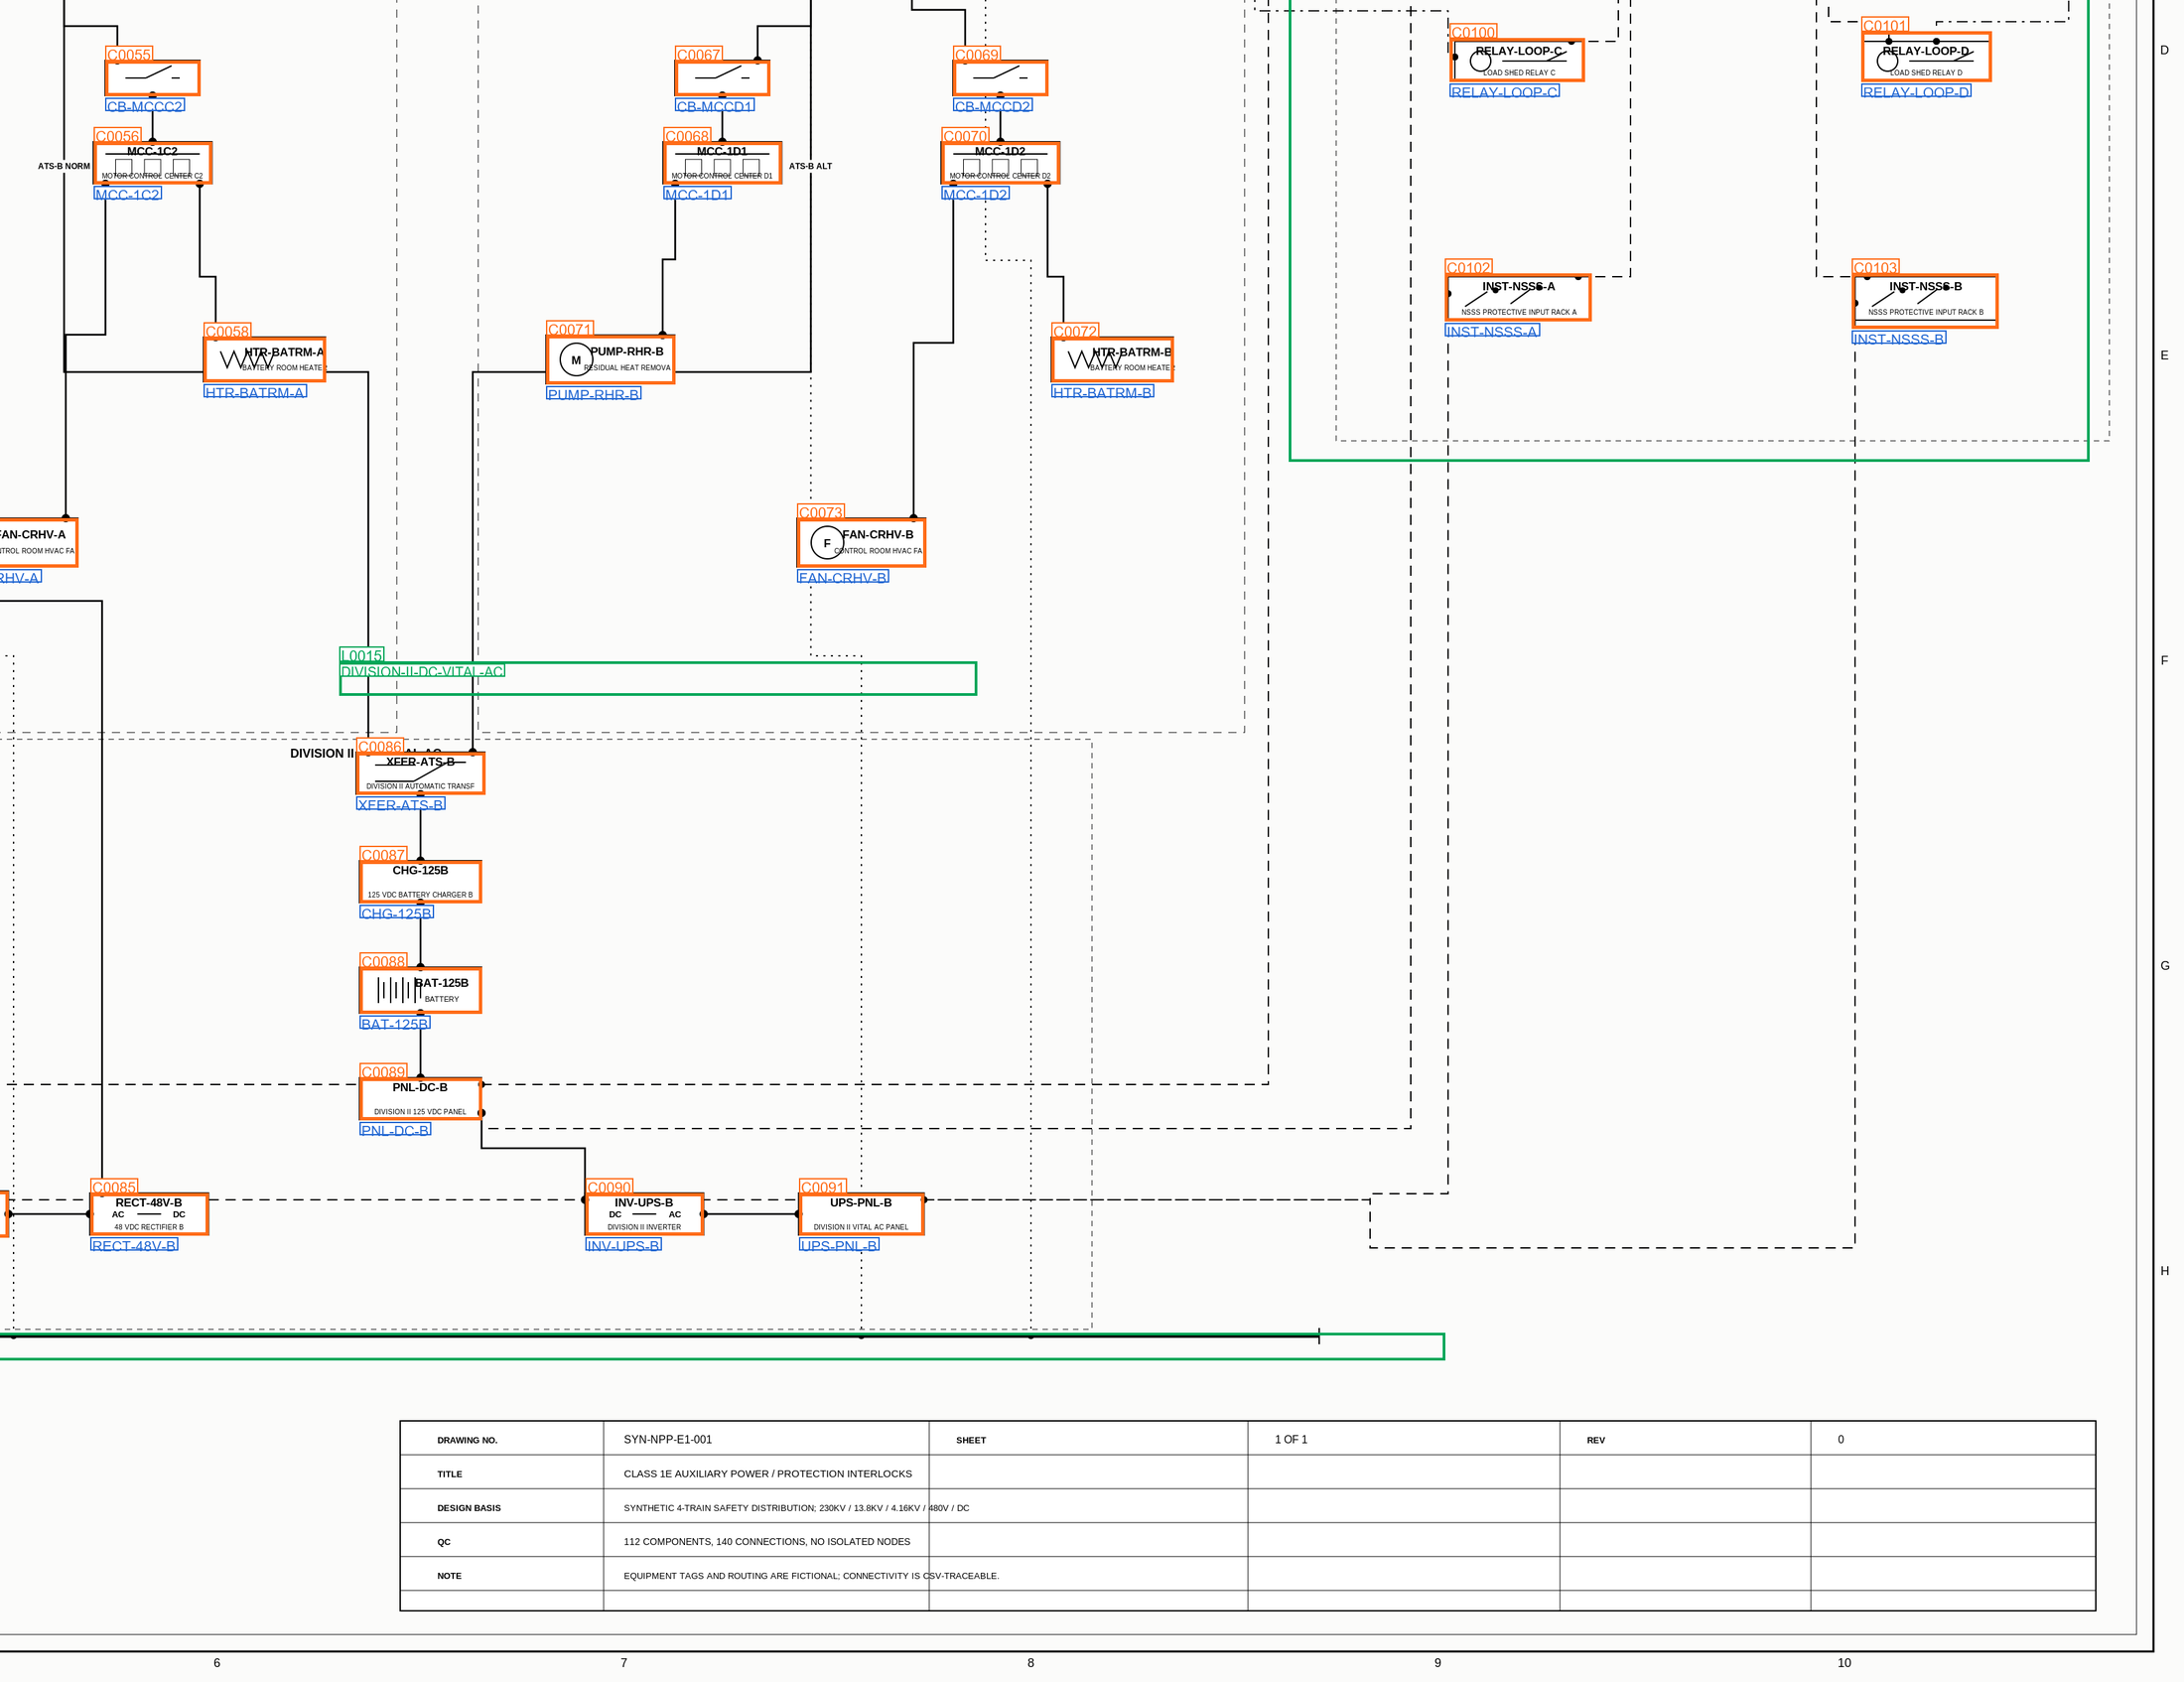 D
C0055
C0067
C0069
C0100
C0101
RELAY-LOOP-C
RELAY-LOOP-D
LOAD SHED RELAY C
LOAD SHED RELAY D
RELAY-LOOP-C
RELAY-LOOP-D
CB-MCCC2
CB-MCCD1
CB-MCCD2
C0056
C0068
C0070
MCC-1C2
MCC-1D1
MCC-1D2
ATS-B NORM
ATS-B ALT
MOTOR CONTROL CENTER C2
MOTOR CONTROL CENTER D1
MOTOR CONTROL CENTER D2
MCC-1C2
MCC-1D1
MCC-1D2
C0102
C0103
INST-NSSS-A
INST-NSSS-B
NSSS PROTECTIVE INPUT RACK A
NSSS PROTECTIVE INPUT RACK B
INST-NSSS-A
INST-NSSS-B
C0058
C0071
C0072
E
HTR-BATRM-A
PUMP-RHR-B
HTR-BATRM-B
M
BATTERY ROOM HEATE
RESIDUAL HEAT REMOVA
BATTERY ROOM HEATE
HTR-BATRM-A
PUMP-RHR-B
HTR-BATRM-B
C0073
FAN-CRHV-A
FAN-CRHV-B
F
NTROL ROOM HVAC FA
CONTROL ROOM HVAC FA
RHV-A
FAN-CRHV-B
L0015
F
DIVISION-II-DC-VITAL-AC
C0086
DIVISION II AL AC
XFER-ATS-B
DIVISION II AUTOMATIC TRANSF
XFER-ATS-B
C0087
CHG-125B
125 VDC BATTERY CHARGER B
CHG-125B
C0088
G
BAT-125B
BATTERY
BAT-125B
C0089
PNL-DC-B
DIVISION II 125 VDC PANEL
PNL-DC-B
C0085
C0090
C0091
RECT-48V-B
INV-UPS-B
UPS-PNL-B
AC DC
DC AC
48 VDC RECTIFIER B
DIVISION II INVERTER
DIVISION II VITAL AC PANEL
RECT-48V-B
INV-UPS-B
UPS-PNL-B
H
DRAWING NO. SYN-NPP-E1-001 SHEET 1 OF 1 REV 0
TITLE CLASS 1E AUXILIARY POWER / PROTECTION INTERLOCKS
DESIGN BASIS SYNTHETIC 4-TRAIN SAFETY DISTRIBUTION; 230KV / 13.8KV / 4.16KV / 480V / DC
QC 112 COMPONENTS, 140 CONNECTIONS, NO ISOLATED NODES
NOTE EQUIPMENT TAGS AND ROUTING ARE FICTIONAL; CONNECTIVITY IS CSV-TRACEABLE.
6 7 8 9 10